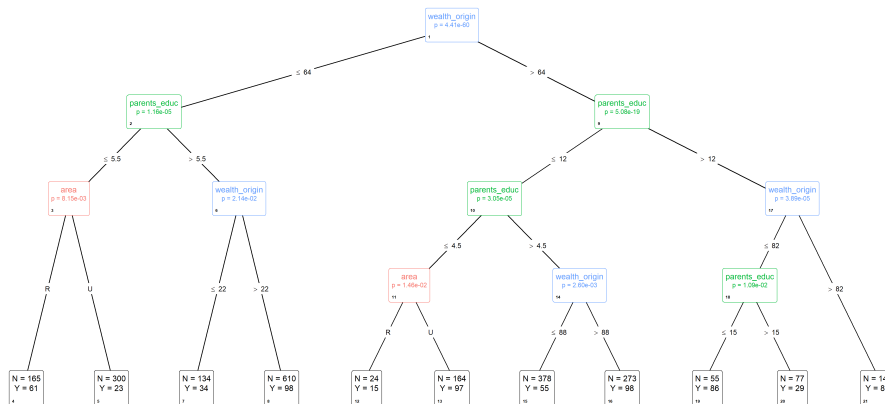 wealth_origin
p = 4.41e-60
1
≤ 64
> 64
parents_educ
p = 1.16e-05
2
parents_educ
p = 5.08e-19
9
≤ 5.5
> 5.5
≤ 12
> 12
area
p = 8.15e-03
3
wealth_origin
p = 2.14e-02
6
parents_educ
p = 3.05e-05
10
wealth_origin
p = 3.89e-05
17
≤ 4.5
> 4.5
≤ 82
area
p = 1.46e-02
11
wealth_origin
p = 2.60e-03
14
parents_educ
p = 1.09e-02
18
R
U
≤ 22
> 22
> 82
R
U
≤ 88
> 88
≤ 15
> 15
N = 165
Y = 61
4
N = 300
Y = 23
5
N = 134
Y = 34
7
N = 610
Y = 98
8
N = 24
Y = 15
12
N = 164
Y = 97
13
N = 378
Y = 55
15
N = 273
Y = 98
16
N = 55
Y = 86
19
N = 77
Y = 29
20
N = 14
Y = 8
21